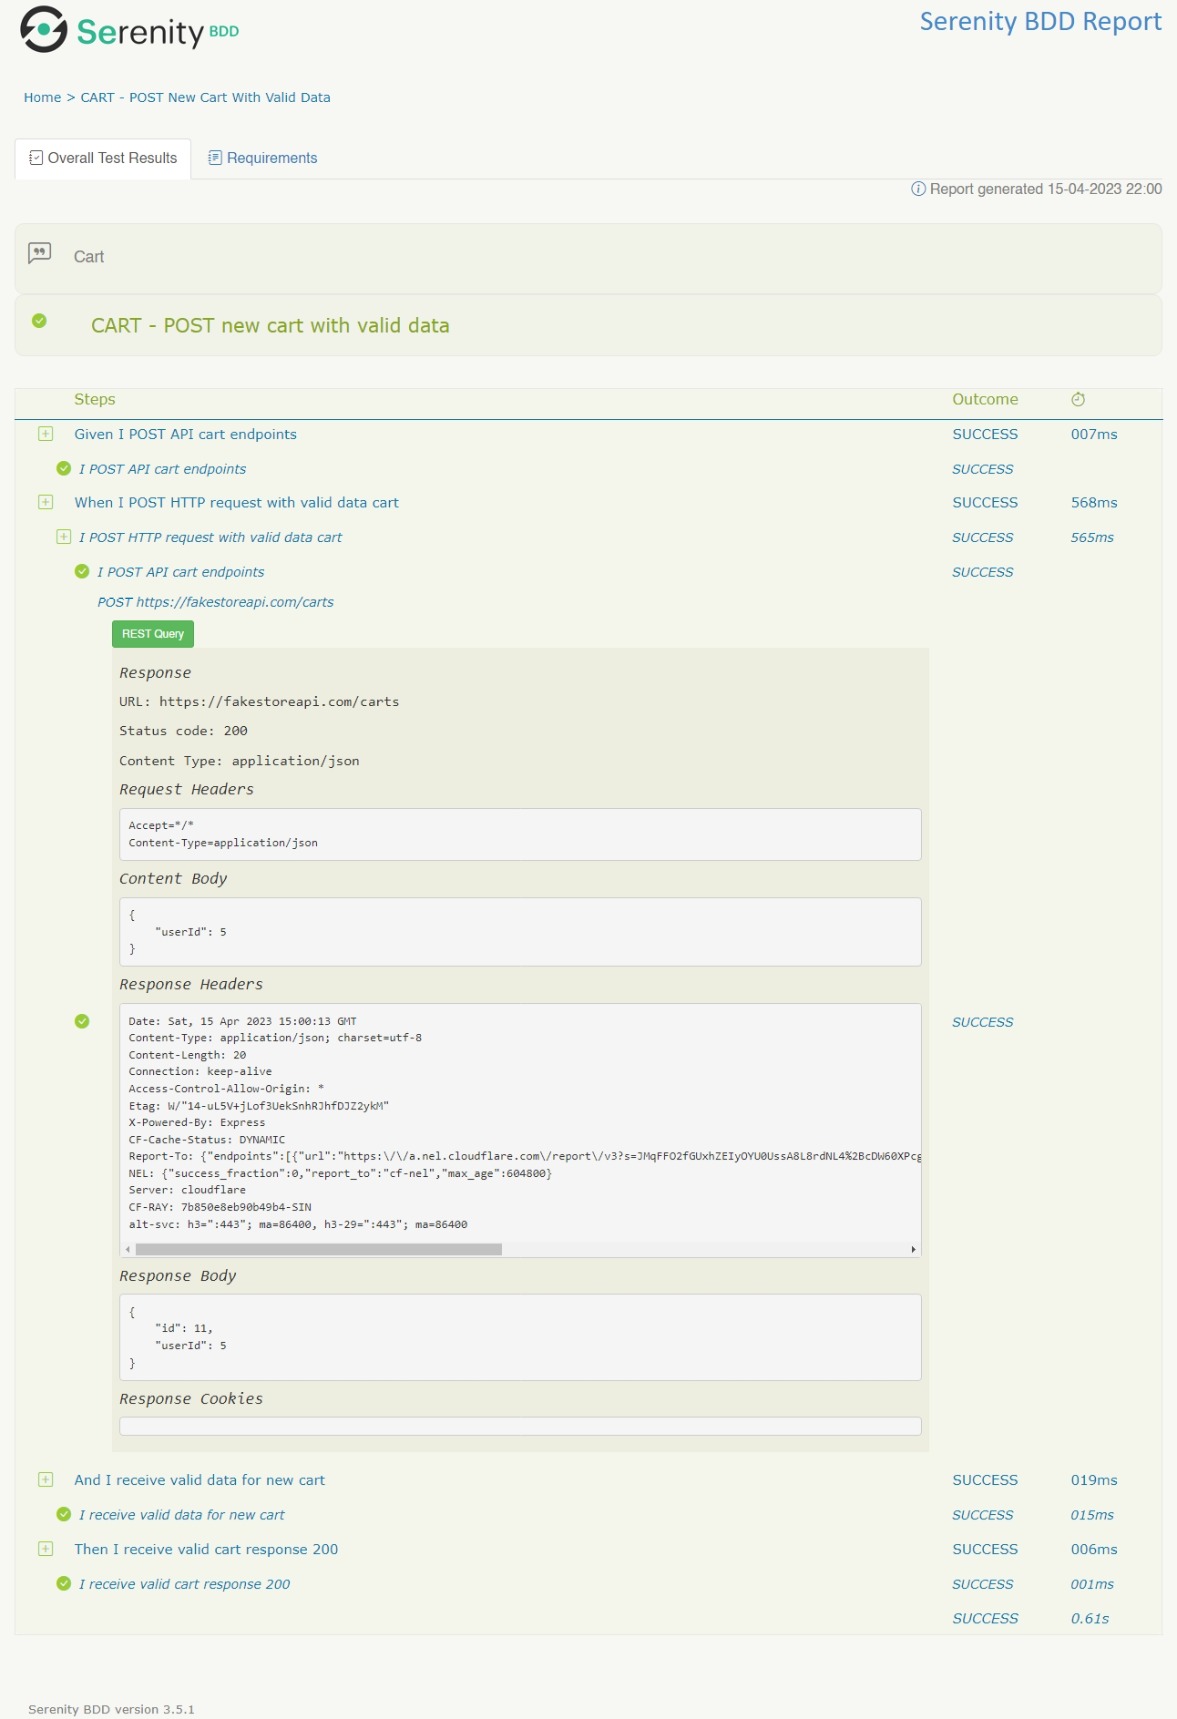 Serenity BDD
Serenity BDD Report
Home > CART - POST New Cart With Valid Data
Overall Test Results
Requirements
Report generated 15-04-2023 22:00
Cart
CART - POST new cart with valid data
Steps Outcome
Given I POST API cart endpoints SUCCESS 007ms
I POST API cart endpoints SUCCESS
When I POST HTTP request with valid data cart SUCCESS 568ms
I POST HTTP request with valid data cart SUCCESS 565ms
I POST API cart endpoints SUCCESS
POST https://fakestoreapi.com/carts
REST Query
Response
URL: https://fakestoreapi.com/carts
Status code: 200
Content Type: application/json
Request Headers
Accept=*/*
Content-Type=application/json
Content Body
{
"userId": 5
}
Response Headers
Date: Sat, 15 Apr 2023 15:00:13 GMT
SUCCESS
Content-Type: application/json; charset=utf-8
Content-Length: 20
Connection: keep-alive
Access-Control-Allow-Origin: *
Etag: W/"14-uL5V+jLof3UekSnhRJhfDJZ2ykM"
X-Powered-By: Express
CF-Cache-Status: DYNAMIC
Report-To: {"endpoints":[{"url":"https:\/\/a.nel.cloudflare.com\/report\/v3?s=JMqFFO2fGUxhZEIyOYU0UssA8L8rdNL4%2BcDW60XPcg
NEL: {"success_fraction":0,"report_to":"cf-nel","max_age":604800}
Server: cloudflare
CF-RAY: 7b850e8eb90b49b4-SIN
alt-svc: h3=":443"; ma=86400, h3-29=":443"; ma=86400
Response Body
{
"id": 11,
"userId": 5
}
Response Cookies
And I receive valid data for new cart SUCCESS 019ms
I receive valid data for new cart SUCCESS 015ms
Then I receive valid cart response 200 SUCCESS 006ms
I receive valid cart response 200 SUCCESS 001ms
SUCCESS 0.61s
Serenity BDD version 3.5.1